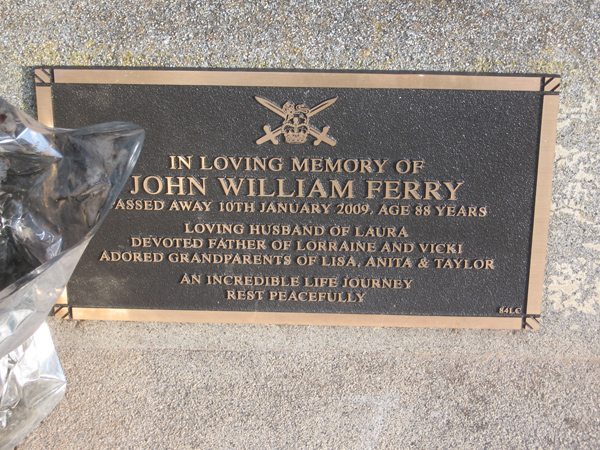 IN LOVING MEMORY OF
JOHN WILLIAM FERRY
PASSED AWAY 10TH JANUARY 2009, AGE 88 YEARS
LOVING HUSBAND OF LAURA
DEVOTED FATHER OF LORRAINE AND VICKI
ADORED GRANDPARENTS OF LISA, ANITA & TAYLOR
AN INCREDIBLE LIFE JOURNEY
REST PEACEFULLY
84LC